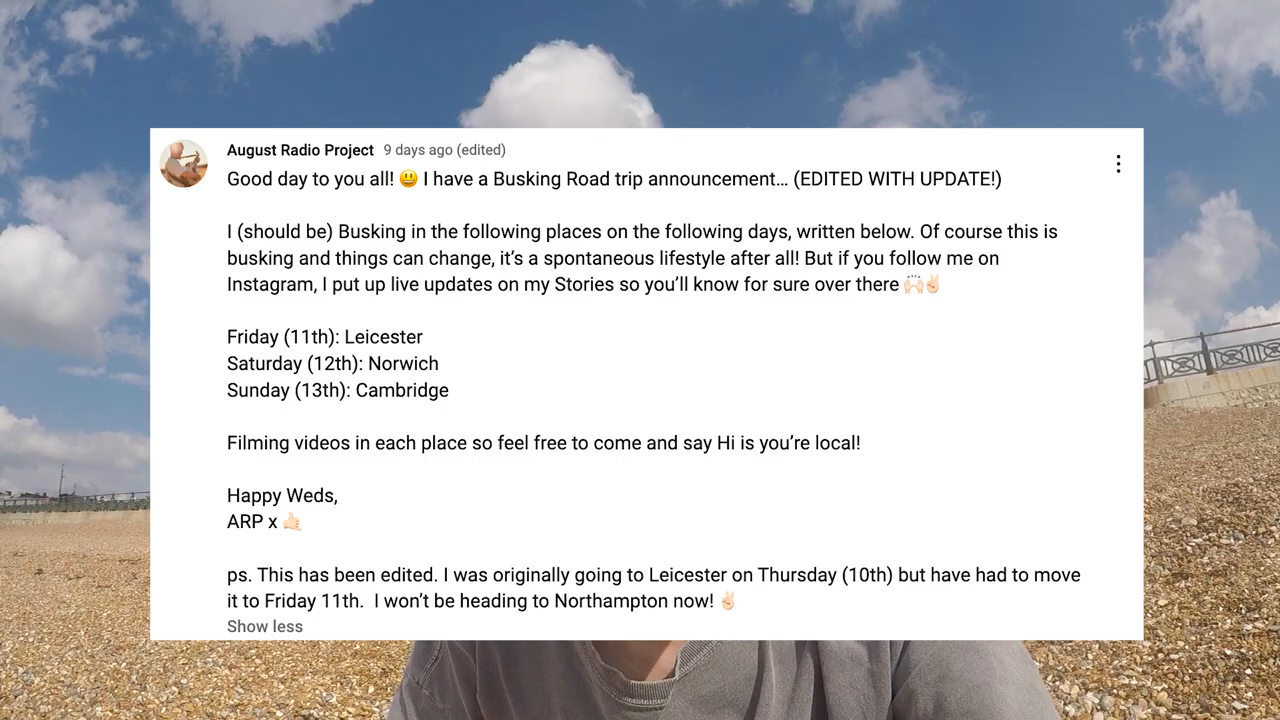 August Radio Project 9 days ago (edited)
Good day to you all! 😃 I have a Busking Road trip announcement... (EDITED WITH UPDATE!)
I (should be) Busking in the following places on the following days, written below. Of course this is
busking and things can change, it's a spontaneous lifestyle after all! But if you follow me on
Instagram, I put up live updates on my Stories so you'll know for sure over there 🙌🏻✌🏻
Friday (11th): Leicester
Saturday (12th): Norwich
Sunday (13th): Cambridge
Filming videos in each place so feel free to come and say Hi is you're local!
Happy Weds,
ARP x 🤙🏻
ps. This has been edited. I was originally going to Leicester on Thursday (10th) but have had to move
it to Friday 11th.  I won't be heading to Northampton now! ✌🏻
Show less